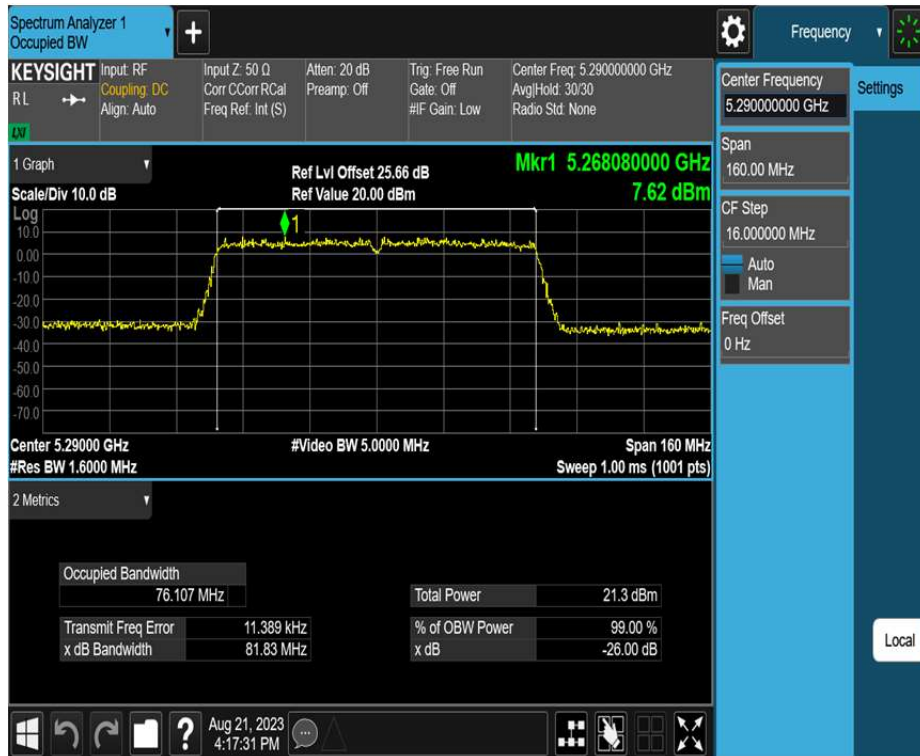 Spectrum Analyzer 1
Occupied BW
+
Frequency
KEYSIGHT
R L
LXI
Input: RF
Coupling: DC
Align: Auto
Input Z: 50 Ω
Corr CCorr RCal
Freq Ref: Int (S)
Atten: 20 dB
Preamp: Off
Trig: Free Run
Gate: Off
#IF Gain: Low
Center Freq: 5.290000000 GHz
Avg|Hold: 30/30
Radio Std: None
Center Frequency
5.290000000 GHz
Settings
Span
160.00 MHz
CF Step
16.000000 MHz
Auto
Man
Freq Offset
0 Hz
Local
1 Graph
Scale/Div 10.0 dB
Ref Lvl Offset 25.66 dB
Ref Value 20.00 dBm
Mkr1 5.268080000 GHz
7.62 dBm
Log
10.0
0.00
-10.0
-20.0
-30.0
-40.0
-50.0
-60.0
-70.0
1
Center 5.29000 GHz
#Res BW 1.6000 MHz
#Video BW 5.0000 MHz
Span 160 MHz
Sweep 1.00 ms (1001 pts)
2 Metrics
Occupied Bandwidth
76.107 MHz
Total Power 21.3 dBm
Transmit Freq Error 11.389 kHz
% of OBW Power 99.00 %
x dB Bandwidth 81.83 MHz
x dB -26.00 dB
?
Aug 21, 2023
4:17:31 PM